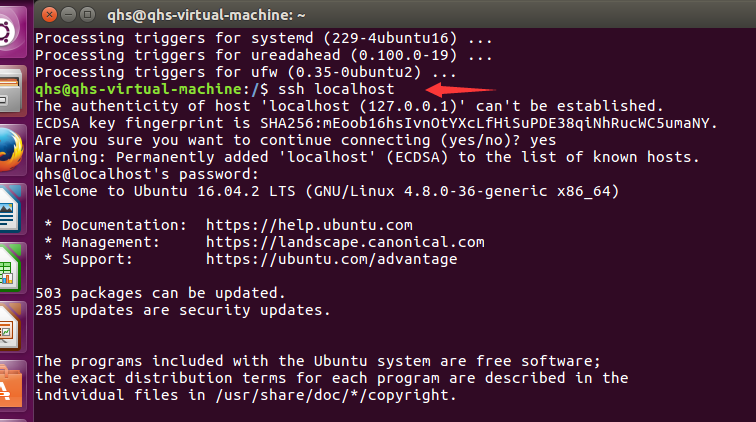 qhs@qhs-virtual-machine: ~
Processing triggers for systemd (229-4ubuntu16) ...
Processing triggers for ureadahead (0.100.0-19) ...
Processing triggers for ufw (0.35-0ubuntu2) ...
qhs@qhs-virtual-machine:/$ ssh localhost
The authenticity of host 'localhost (127.0.0.1)' can't be established.
ECDSA key fingerprint is SHA256:mEoob16hsIvnOtYXcLfHiSuPDE38qiNhRucWC5umaNY.
Are you sure you want to continue connecting (yes/no)? yes
Warning: Permanently added 'localhost' (ECDSA) to the list of known hosts.
qhs@localhost's password:
Welcome to Ubuntu 16.04.2 LTS (GNU/Linux 4.8.0-36-generic x86_64)
* Documentation:  https://help.ubuntu.com
* Management:     https://landscape.canonical.com
* Support:        https://ubuntu.com/advantage
503 packages can be updated.
285 updates are security updates.
The programs included with the Ubuntu system are free software;
the exact distribution terms for each program are described in the
individual files in /usr/share/doc/*/copyright.